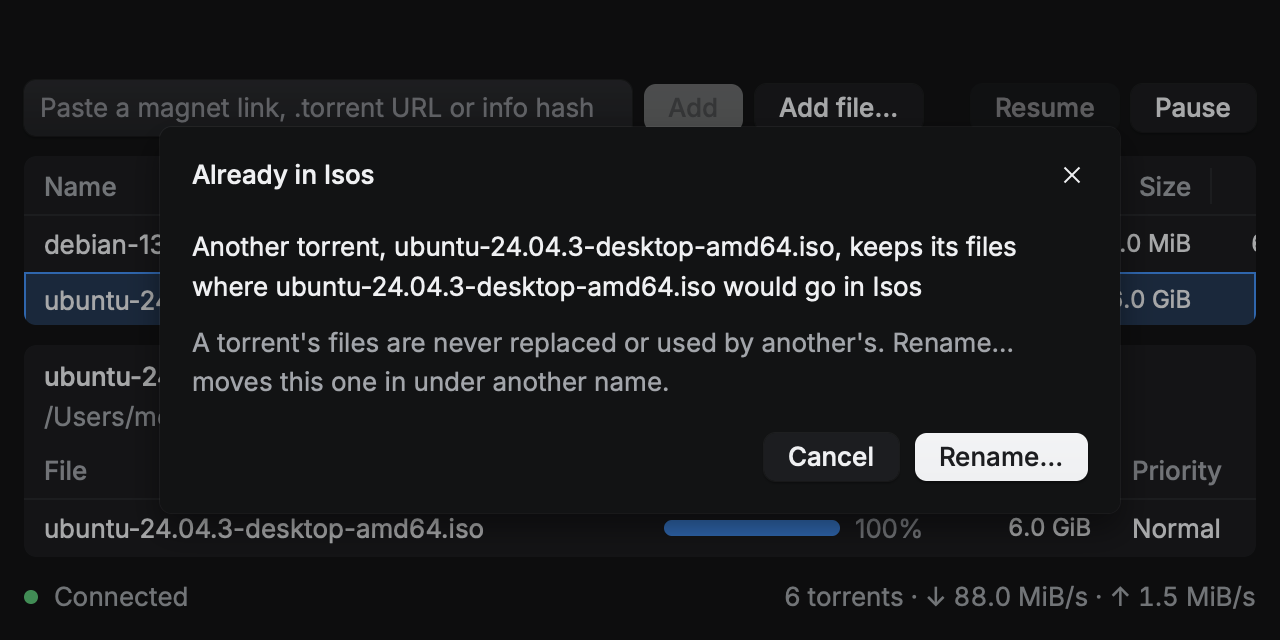 Paste a magnet link, .torrent URL or info hash Add Add file... Resume Pause
Name Size
Already in Isos
debian-13 .0 MiB
Another torrent, ubuntu-24.04.3-desktop-amd64.iso, keeps its files
where ubuntu-24.04.3-desktop-amd64.iso would go in Isos
ubuntu-24 6.0 GiB
A torrent's files are never replaced or used by another's. Rename...
moves this one in under another name.
ubuntu-24
/Users/m
Cancel Rename...
File Priority
ubuntu-24.04.3-desktop-amd64.iso 100% 6.0 GiB Normal
Connected 6 torrents · ↓ 88.0 MiB/s · ↑ 1.5 MiB/s